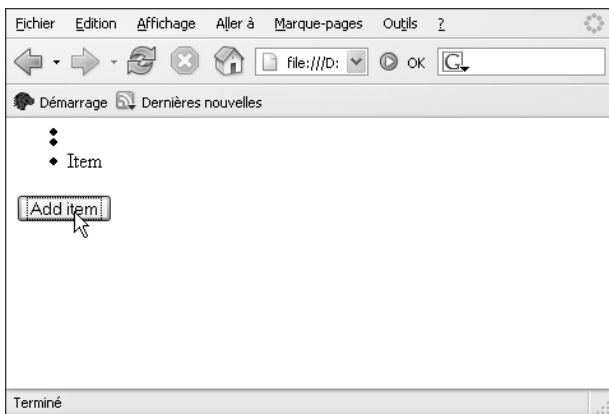 Fichier Edition Affichage Aller à Marque-pages Outils ?
file:///D: OK G
Démarrage Dernières nouvelles
Item
Add item
Terminé